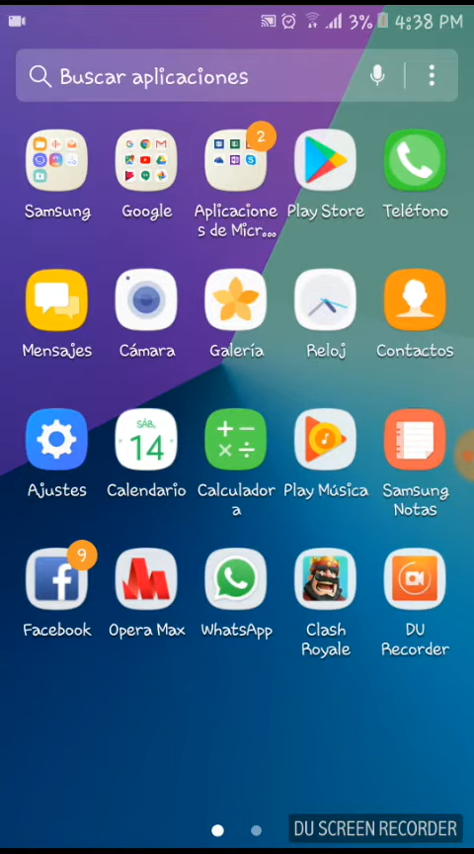 3% 4:38 PM
Buscar aplicaciones
2
Samsung Google Aplicacione Play Store Teléfono
s de Micr...
Mensajes Cámara Galería Reloj Contactos
SÁB.
14
Ajustes Calendario Calculador Play Música Samsung
a Notas
9
Facebook Opera Max WhatsApp Clash DU
Royale Recorder
DU SCREEN RECORDER